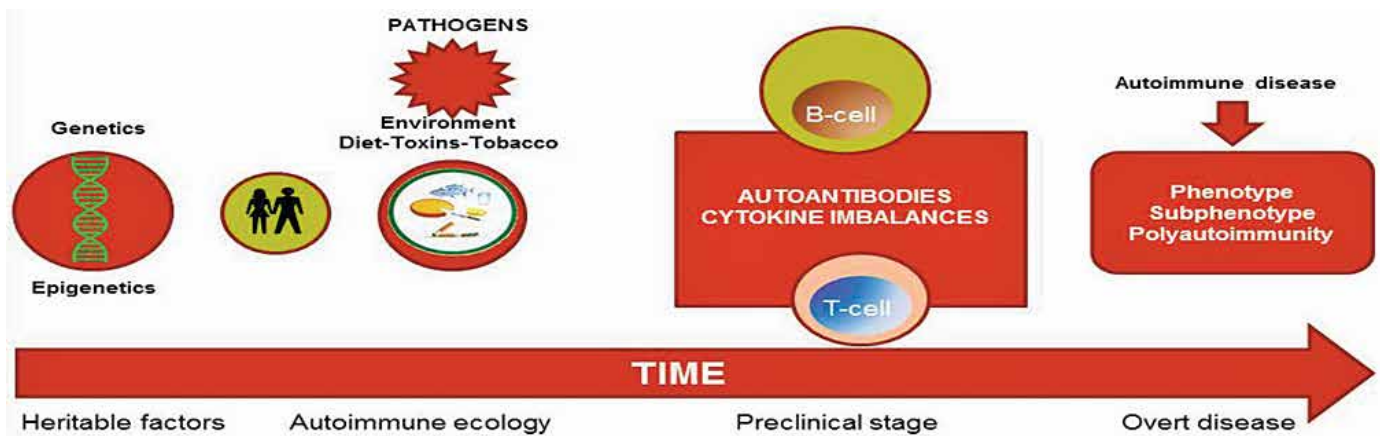 PATHOGENS
Genetics
Epigenetics
Environment
Diet-Toxins-Tobacco
B-cell
AUTOANTIBODIES
CYTOKINE IMBALANCES
T-cell
Autoimmune disease
Phenotype
Subphenotype
Polyautoimmunity
TIME
Heritable factors
Autoimmune ecology
Preclinical stage
Overt disease